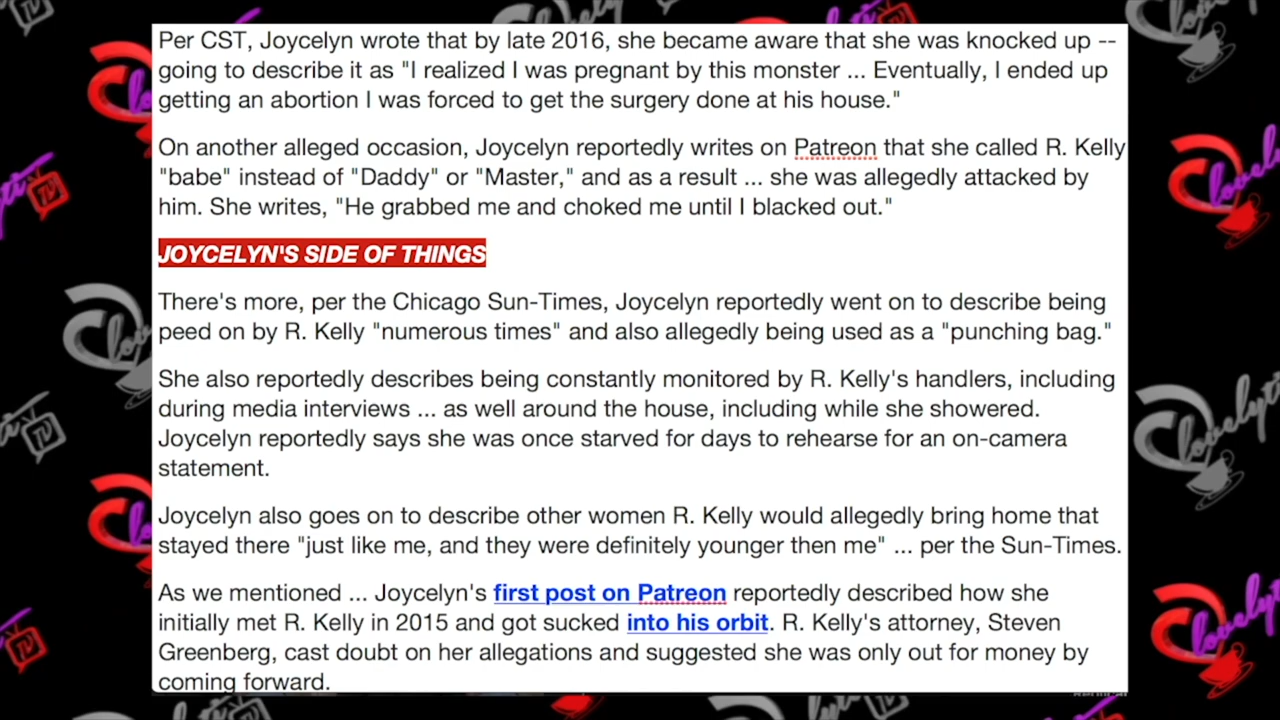 Per CST, Joycelyn wrote that by late 2016, she became aware that she was knocked up --
going to describe it as "I realized I was pregnant by this monster ... Eventually, I ended up
getting an abortion I was forced to get the surgery done at his house."
On another alleged occasion, Joycelyn reportedly writes on Patreon that she called R. Kelly
"babe" instead of "Daddy" or "Master," and as a result ... she was allegedly attacked by
him. She writes, "He grabbed me and choked me until I blacked out."
JOYCELYN'S SIDE OF THINGS
There's more, per the Chicago Sun-Times, Joycelyn reportedly went on to describe being
peed on by R. Kelly "numerous times" and also allegedly being used as a "punching bag."
She also reportedly describes being constantly monitored by R. Kelly's handlers, including
during media interviews ... as well around the house, including while she showered.
Joycelyn reportedly says she was once starved for days to rehearse for an on-camera
statement.
Joycelyn also goes on to describe other women R. Kelly would allegedly bring home that
stayed there "just like me, and they were definitely younger then me" ... per the Sun-Times.
As we mentioned ... Joycelyn's first post on Patreon reportedly described how she
initially met R. Kelly in 2015 and got sucked into his orbit. R. Kelly's attorney, Steven
Greenberg, cast doubt on her allegations and suggested she was only out for money by
coming forward.